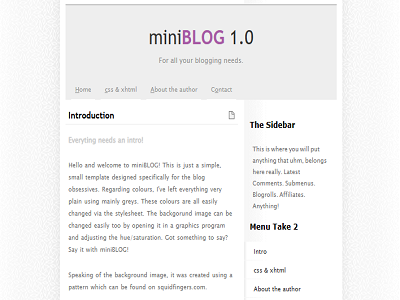 miniBLOG 1.0
For all your blogging needs.
Home css & xhtml About the author Contact
Introduction
Everyting needs an intro!
Hello and welcome to miniBLOG! This is just a simple,
small template designed specifically for the blog
obsessives. Regarding colours, I've left everything very
plain using mainly greys. These colours are all easily
changed via the stylesheet. The backgorund image can be
changed easily too by opening it in a graphics program
and adjusting the hue/saturation. Got something to say?
Say it with miniBLOG!
Speaking of the background image, it was created using a
pattern which can be found on squidfingers.com.
The Sidebar
This is where you will put
anything that uhm, belongs
here really. Latest
Comments. Submenus.
Blogrolls. Affiliates.
Anything!
Menu Take 2
Intro
css & xhtml
About the author